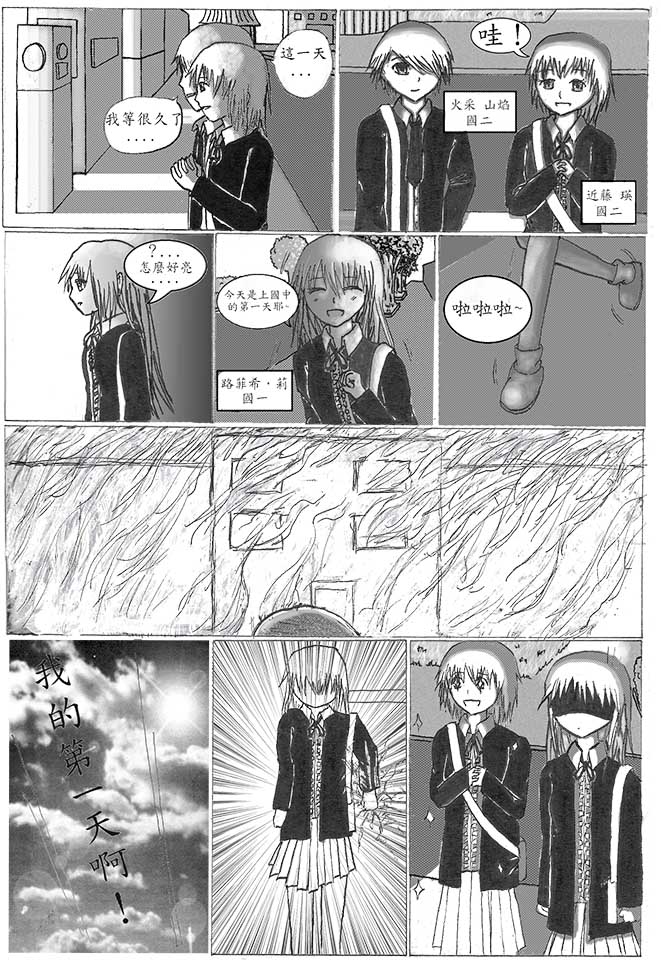 哇！
近藤 瑛
國二
火采 山焰
國二
這一天
...
我等很久了
....
啦啦啦~
今天是上國中
的第一天耶~
路菲希．莉
國一
?....
怎麼好亮
....
我的第一天啊！